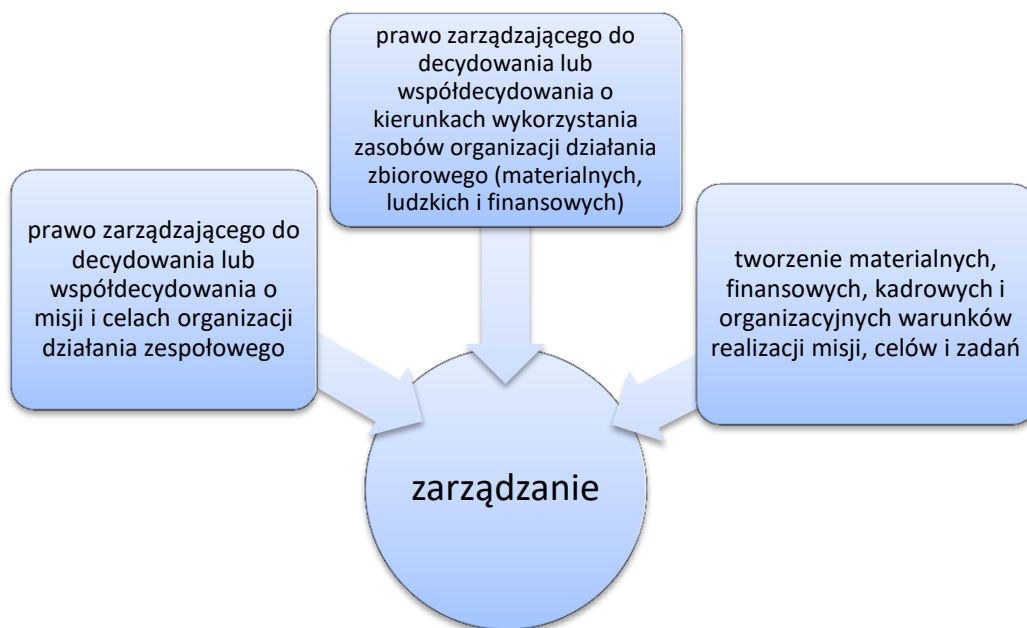 prawo zarządzającego do
decydowania lub
współdecydowania o
misji i celach organizacji
działania zespołowego
prawo zarządzającego do
decydowania lub
współdecydowania o
kierunkach wykorzystania
zasobów organizacji działania
zbiorowego (materialnych,
ludzkich i finansowych)
tworzenie materialnych,
finansowych, kadrowych i
organizacyjnych warunków
realizacji misji, celów i zadań
zarządzanie